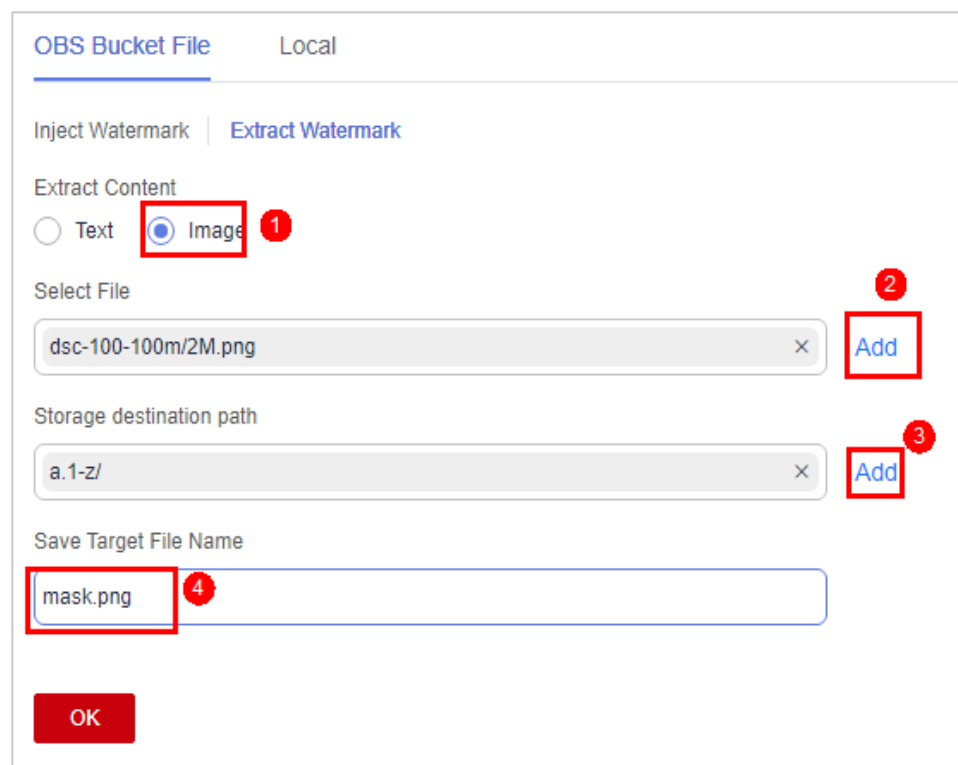 OBS Bucket File Local
Inject Watermark Extract Watermark
Extract Content
Text Image 1
Select File
2
dsc-100-100m/2M.png × Add
Storage destination path
3
a.1-z/ × Add
Save Target File Name
mask.png 4
OK